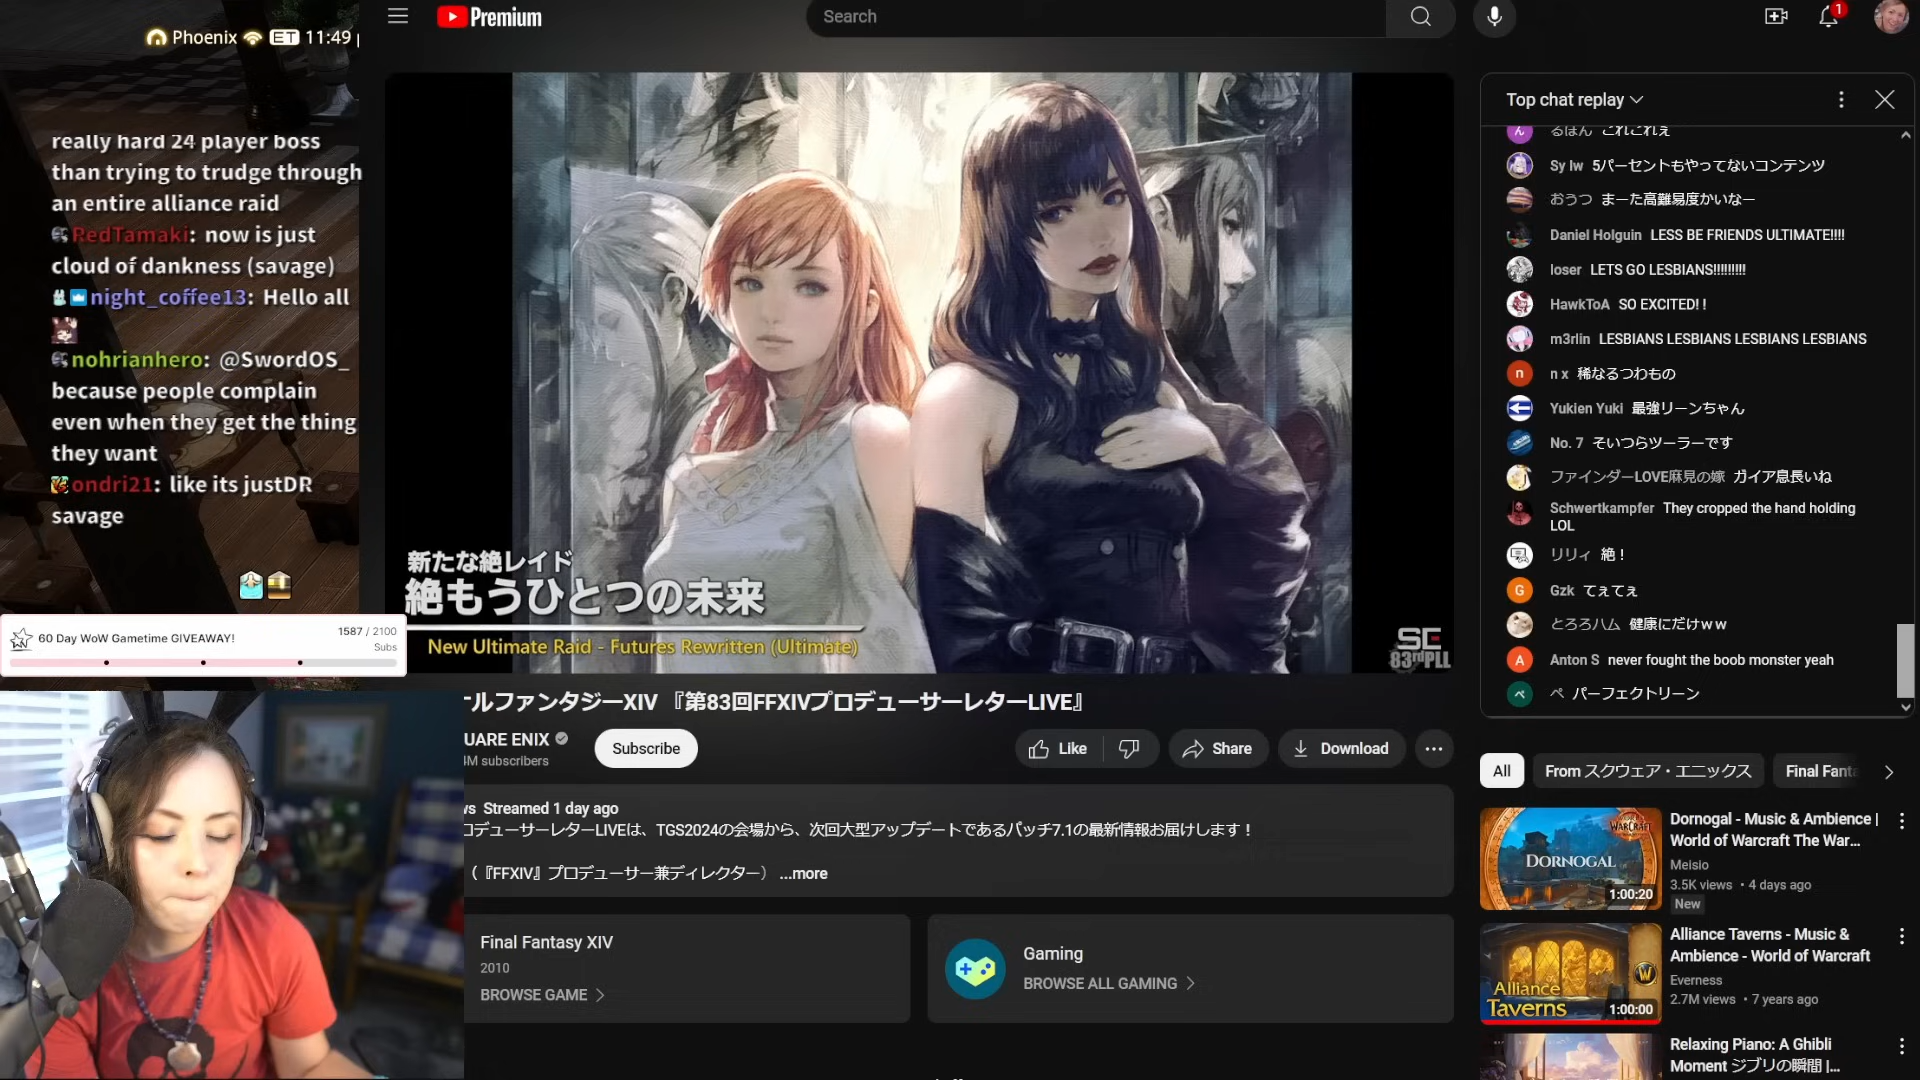 Phoenix ET 11:49
really hard 24 player boss
than trying to trudge through
an entire alliance raid
RedTamaki: now is just
cloud of dankness (savage)
night_coffee13: Hello all
nohrianhero: @SwordOS_
because people complain
even when they get the thing
they want
ondri21: like its justDR
savage
60 Day WoW Gametime GIVEAWAY!
1587 / 2100
Subs
Premium
Search
1
新たな絶レイド
絶もうひとつの未来
New Ultimate Raid - Futures Rewritten (Ultimate)
SE
83rdPLL
ナルファンタジーXIV 『第83回FFXIVプロデューサーレターLIVE』
UARE ENIX
M subscribers
Subscribe
Like
Share
Download
ws Streamed 1 day ago
ロデューサーレターLIVEは、TGS2024の会場から、次回大型アップデートであるパッチ7.1の最新情報お届けします！
（『FFXIV』プロデューサー兼ディレクター） ...more
Final Fantasy XIV
2010
BROWSE GAME
Gaming
BROWSE ALL GAMING
Top chat replay
ん るはん これこれぇ
Sy lw 5パーセントもやってないコンテンツ
おうつ まーた高難易度かいなー
Daniel Holguin LESS BE FRIENDS ULTIMATE!!!!
loser LETS GO LESBIANS!!!!!!!!!
HawkToA SO EXCITED! !
m3rlin LESBIANS LESBIANS LESBIANS LESBIANS
n n x 稀なるつわもの
Yukien Yuki 最強リーンちゃん
No. 7 そいつらツーラーです
ファインダーLOVE麻見の嫁 ガイア息長いね
Schwertkampfer They cropped the hand holding
LOL
リリィ 絶！
G Gzk てぇてぇ
とろろハム 健康にだけｗｗ
A Anton S never fought the boob monster yeah
ペ ペ パーフェクトリーン
All
From スクウェア・エニックス
Final Fanta
WARCRAFT
DORNOGAL
1:00:20
Dornogal - Music & Ambience |
World of Warcraft The War...
Meisio
3.5K views • 4 days ago
New
Alliance
Taverns
1:00:00
Alliance Taverns - Music &
Ambience - World of Warcraft
Everness
2.7M views • 7 years ago
Relaxing Piano: A Ghibli
Moment ジブリの瞬間 |...